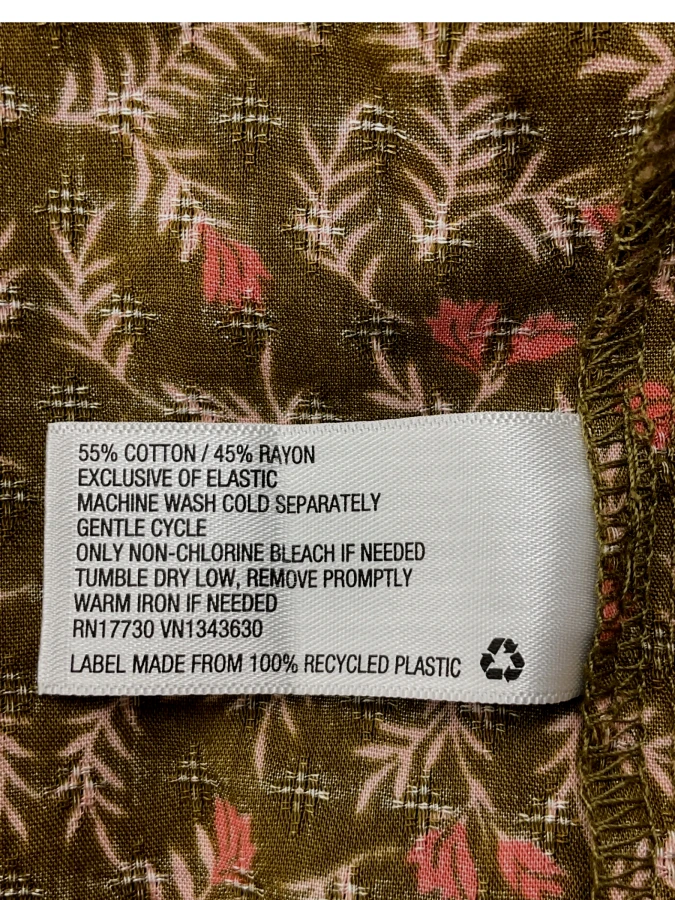 55% COTTON / 45% RAYON
EXCLUSIVE OF ELASTIC
MACHINE WASH COLD SEPARATELY
GENTLE CYCLE
ONLY NON-CHLORINE BLEACH IF NEEDED
TUMBLE DRY LOW, REMOVE PROMPTLY
WARM IRON IF NEEDED
RN17730 VN1343630
LABEL MADE FROM 100% RECYCLED PLASTIC